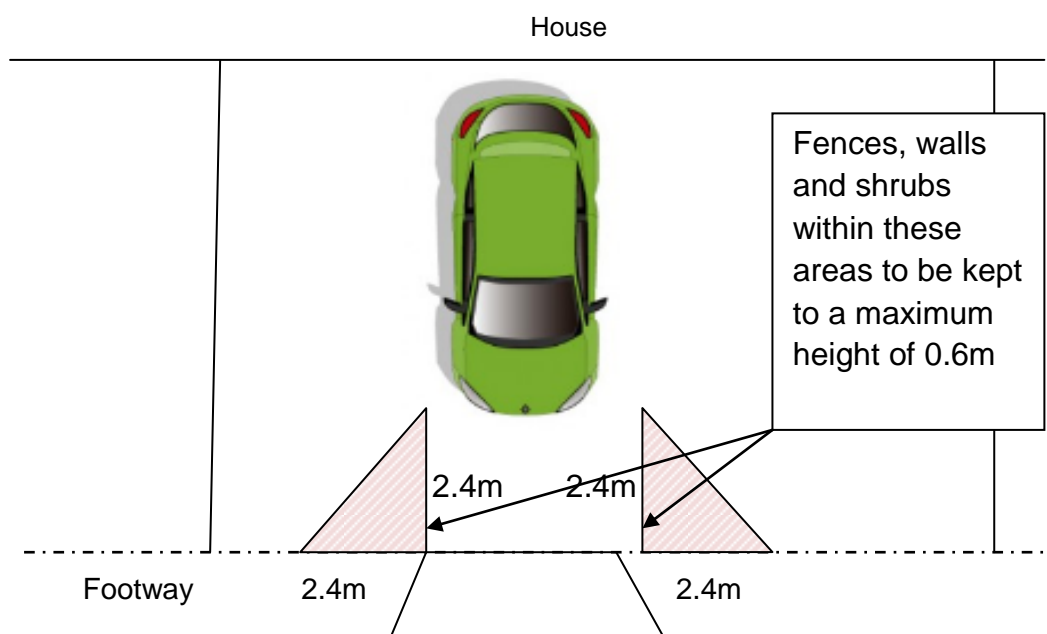 House
Fences, walls
and shrubs
within these
areas to be kept
to a maximum
height of 0.6m
2.4m 2.4m
Footway 2.4m 2.4m